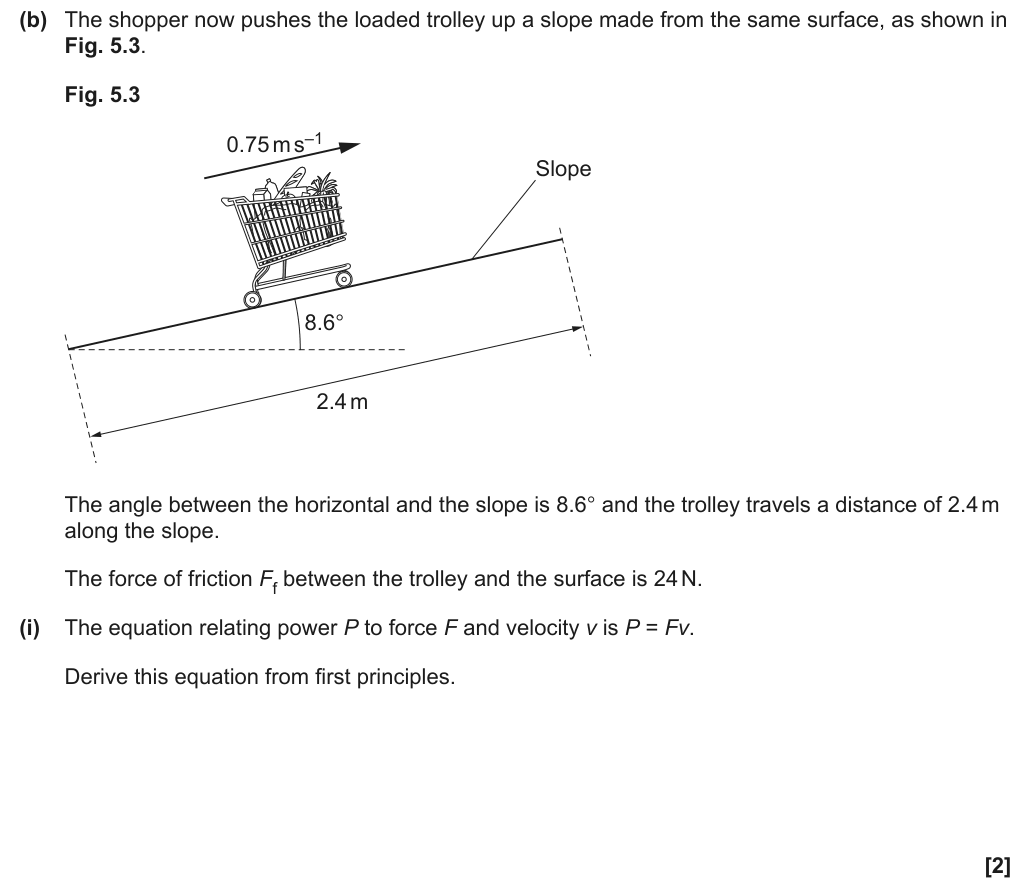 (b) The shopper now pushes the loaded trolley up a slope made from the same surface, as shown in
Fig. 5.3.
Fig. 5.3
0.75 m s⁻¹
Slope
8.6°
2.4 m
The angle between the horizontal and the slope is 8.6° and the trolley travels a distance of 2.4 m
along the slope.
The force of friction F_f between the trolley and the surface is 24 N.
(i) The equation relating power P to force F and velocity v is P = Fv.
Derive this equation from first principles.
[2]